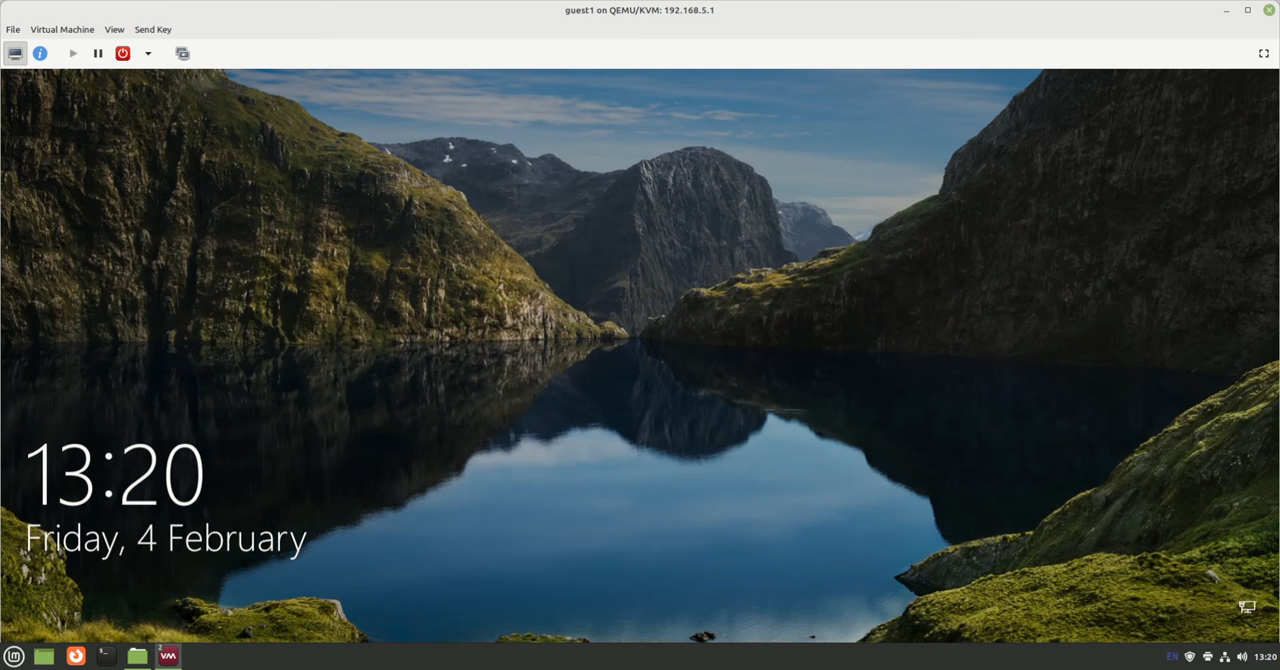 guest1 on QEMU/KVM: 192.168.5.1
File Virtual Machine View Send Key
13:20
Friday, 4 February
2
EN 13:20